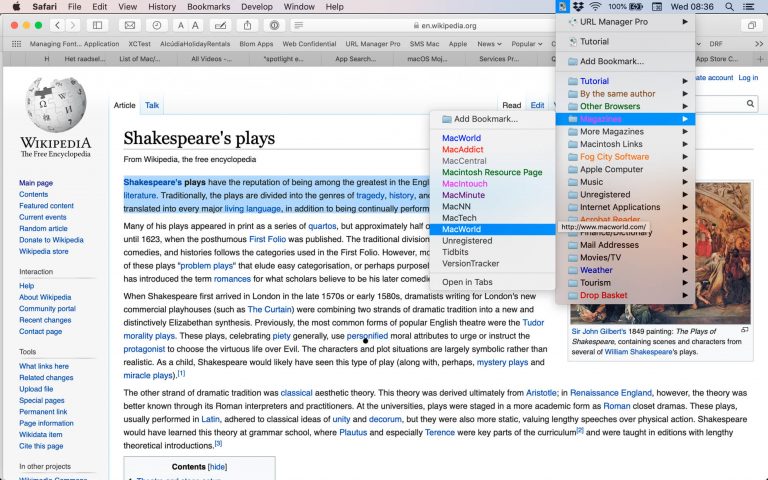 Safari File Edit View History Bookmarks Develop Window Help
100% Wed 08:36
en.wikipedia.org
Managing Font... Application XCTest AlcúdiaHolidayRentals Blom Apps Web Confidential URL Manager Pro SMS Mac Apple News Popular DRF
H Het raadsel... List of Mac/... All Videos -... "spotlight e... App Search... macOS Moj... Services Pr... App Store C...
URL Manager Pro
Tutorial
Add Bookmark...
Tutorial
By the same author
Other Browsers
Magazines
More Magazines
Macintosh Links
Fog City Software
Apple Computer
Music
Unregistered
Internet Applications
Acrobat Reader
Finance/Dictionary
Mail Addresses
Movies/TV
Weather
Tourism
Drop Basket
http://www.macworld.com/
Add Bookmark...
MacWorld
MacAddict
MacCentral
Macintosh Resource Page
MacIntouch
MacMinute
MacNN
MacTech
MacWorld
Unregistered
Tidbits
VersionTracker
Open in Tabs
WIKIPEDIA
The Free Encyclopedia
Main page
Contents
Featured content
Current events
Random article
Donate to Wikipedia
Wikipedia store
Interaction
Help
About Wikipedia
Community portal
Recent changes
Contact page
Tools
What links here
Related changes
Upload file
Special pages
Permanent link
Page information
Wikidata item
Cite this page
In other projects
Wikimedia Commons
ate account Log in
Article Talk Read Edit
Shakespeare's plays
From Wikipedia, the free encyclopedia
Shakespeare's plays have the reputation of being among the greatest in the Engl
literature. Traditionally, the plays are divided into the genres of tragedy, history, an
translated into every major living language, in addition to being continually perform
Many of his plays appeared in print as a series of quartos, but approximately half o
until 1623, when the posthumous First Folio was published. The traditional division
comedies, and histories follows the categories used in the First Folio. However, mo
of these plays "problem plays" that elude easy categorisation, or perhaps purposel
has introduced the term romances for what scholars believe to be his later comedie
When Shakespeare first arrived in London in the late 1570s or early 1580s, dramatists writing for London's new
commercial playhouses (such as The Curtain) were combining two strands of dramatic tradition into a new and
distinctively Elizabethan synthesis. Previously, the most common forms of popular English theatre were the Tudor
morality plays. These plays, celebrating piety generally, use personified moral attributes to urge or instruct the
protagonist to choose the virtuous life over Evil. The characters and plot situations are largely symbolic rather than
realistic. As a child, Shakespeare would likely have seen this type of play (along with, perhaps, mystery plays and
miracle plays).[1]
Sir John Gilbert's 1849 painting: The Plays of
Shakespeare, containing scenes and characters from
several of William Shakespeare's plays.
The other strand of dramatic tradition was classical aesthetic theory. This theory was derived ultimately from Aristotle; in Renaissance England, however, the theory was
better known through its Roman interpreters and practitioners. At the universities, plays were staged in a more academic form as Roman closet dramas. These plays,
usually performed in Latin, adhered to classical ideas of unity and decorum, but they were also more static, valuing lengthy speeches over physical action. Shakespeare
would have learned this theory at grammar school, where Plautus and especially Terence were key parts of the curriculum[2] and were taught in editions with lengthy
theoretical introductions.[3]
Contents [hide]